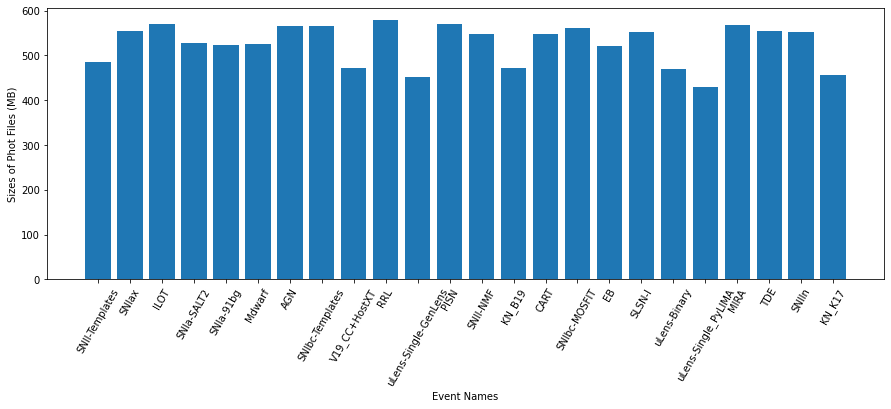 600
500
400
300
200
100
0
Sizes of Phot Files (MB)
SNII-Templates
SNIax
ILOT
SNIa-SALT2
SNIa-91bg
Mdwarf
AGN
SNIbc-Templates
V19_CC+HostXT
RRL
uLens-Single-GenLens
PISN
SNII-NMF
KN_B19
CART
SNIbc-MOSFIT
EB
SLSN-I
uLens-Binary
uLens-Single_PyLIMA
MIRA
TDE
SNIIn
KN_K17
Event Names